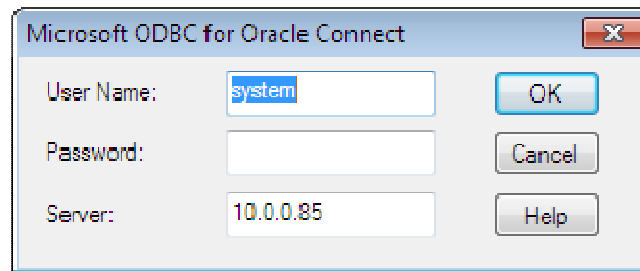 Microsoft ODBC for Oracle Connect
User Name: system OK
Password: Cancel
Server: 10.0.0.85 Help